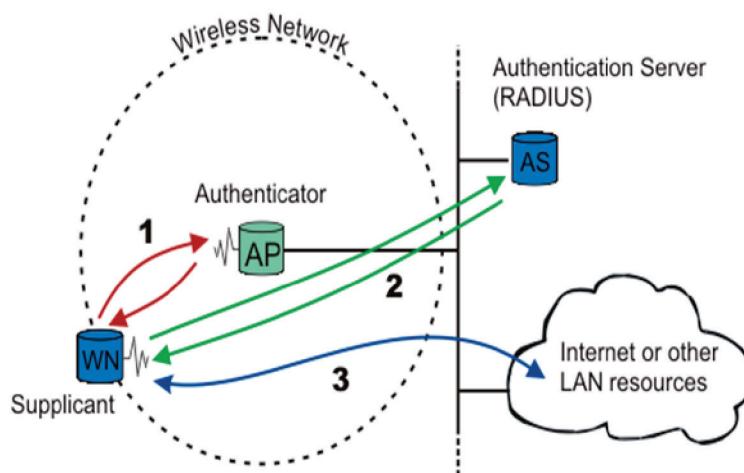 Wireless Network
Authentication Server
(RADIUS)
AS
Authenticator
1
AP
2
WN
3
Internet or other
LAN resources
Supplicant